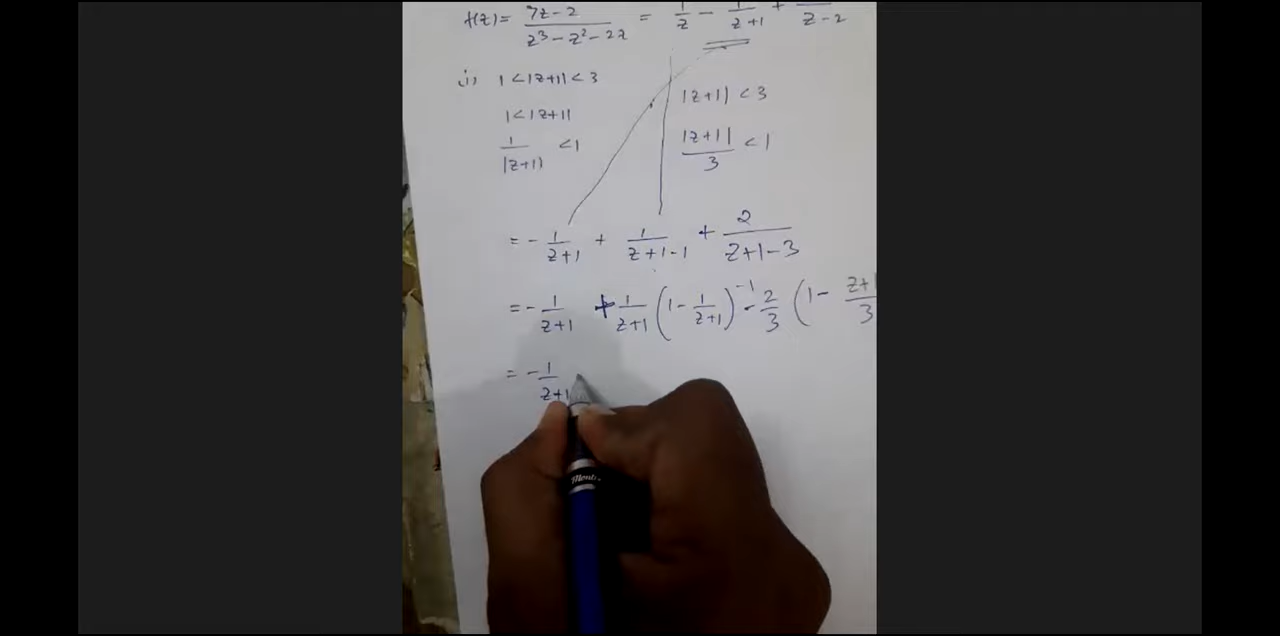 f(z) = 7z-2 / z³-z²-2z = 1/z - 1/z+1 + /z-2
(i) 1 < |z+1| < 3
1 < |z+1|
1/|z+1| < 1
|z+1| < 3
|z+1|/3 < 1
= - 1/z+1 + 1/z+1-1 + 2/z+1-3
= - 1/z+1 + 1/z+1 (1 - 1/z+1)⁻¹ - 2/3 (1 - z+1/3
= - 1/z+1